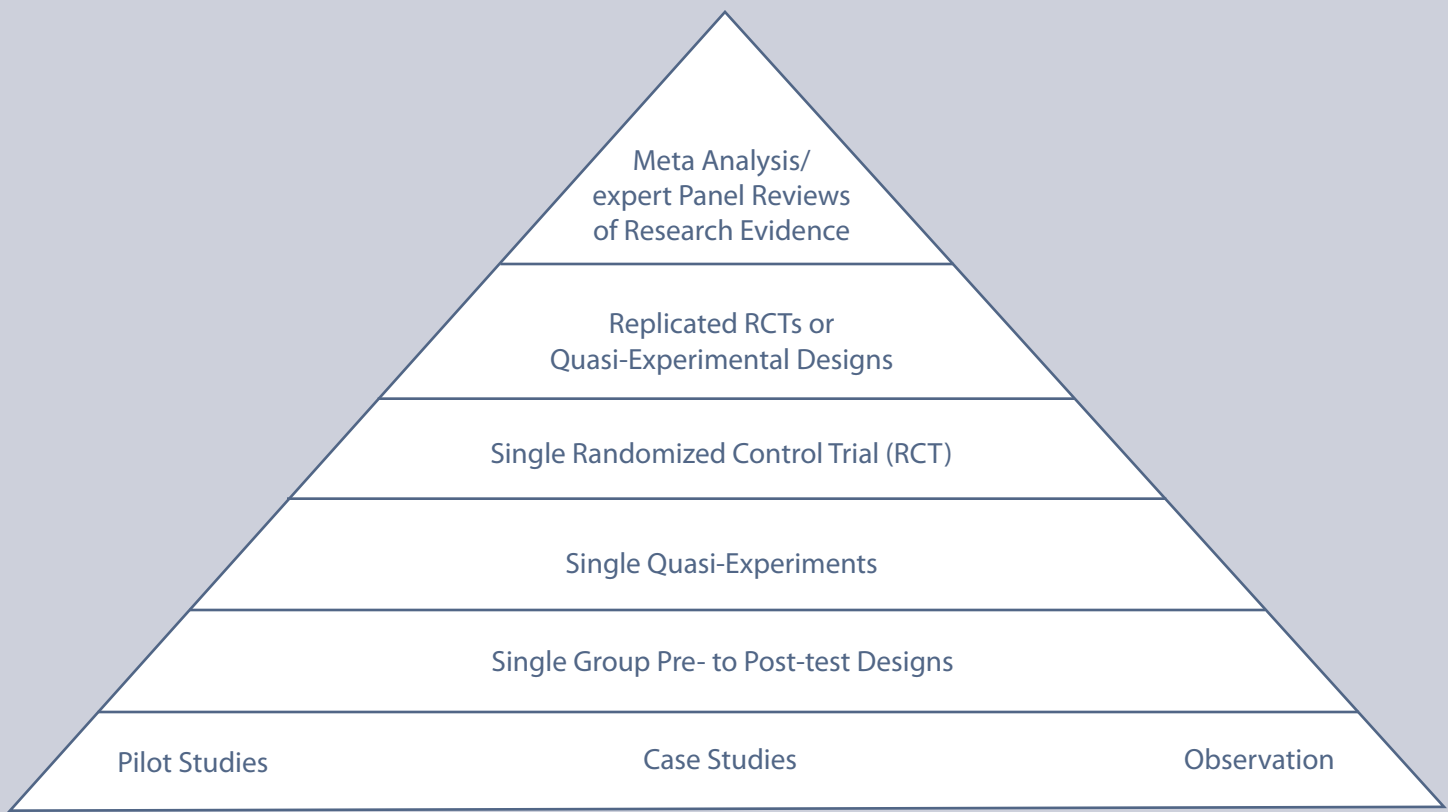 Meta Analysis/
expert Panel Reviews
of Research Evidence
Replicated RCTs or
Quasi-Experimental Designs
Single Randomized Control Trial (RCT)
Single Quasi-Experiments
Single Group Pre- to Post-test Designs
Pilot Studies Case Studies Observation